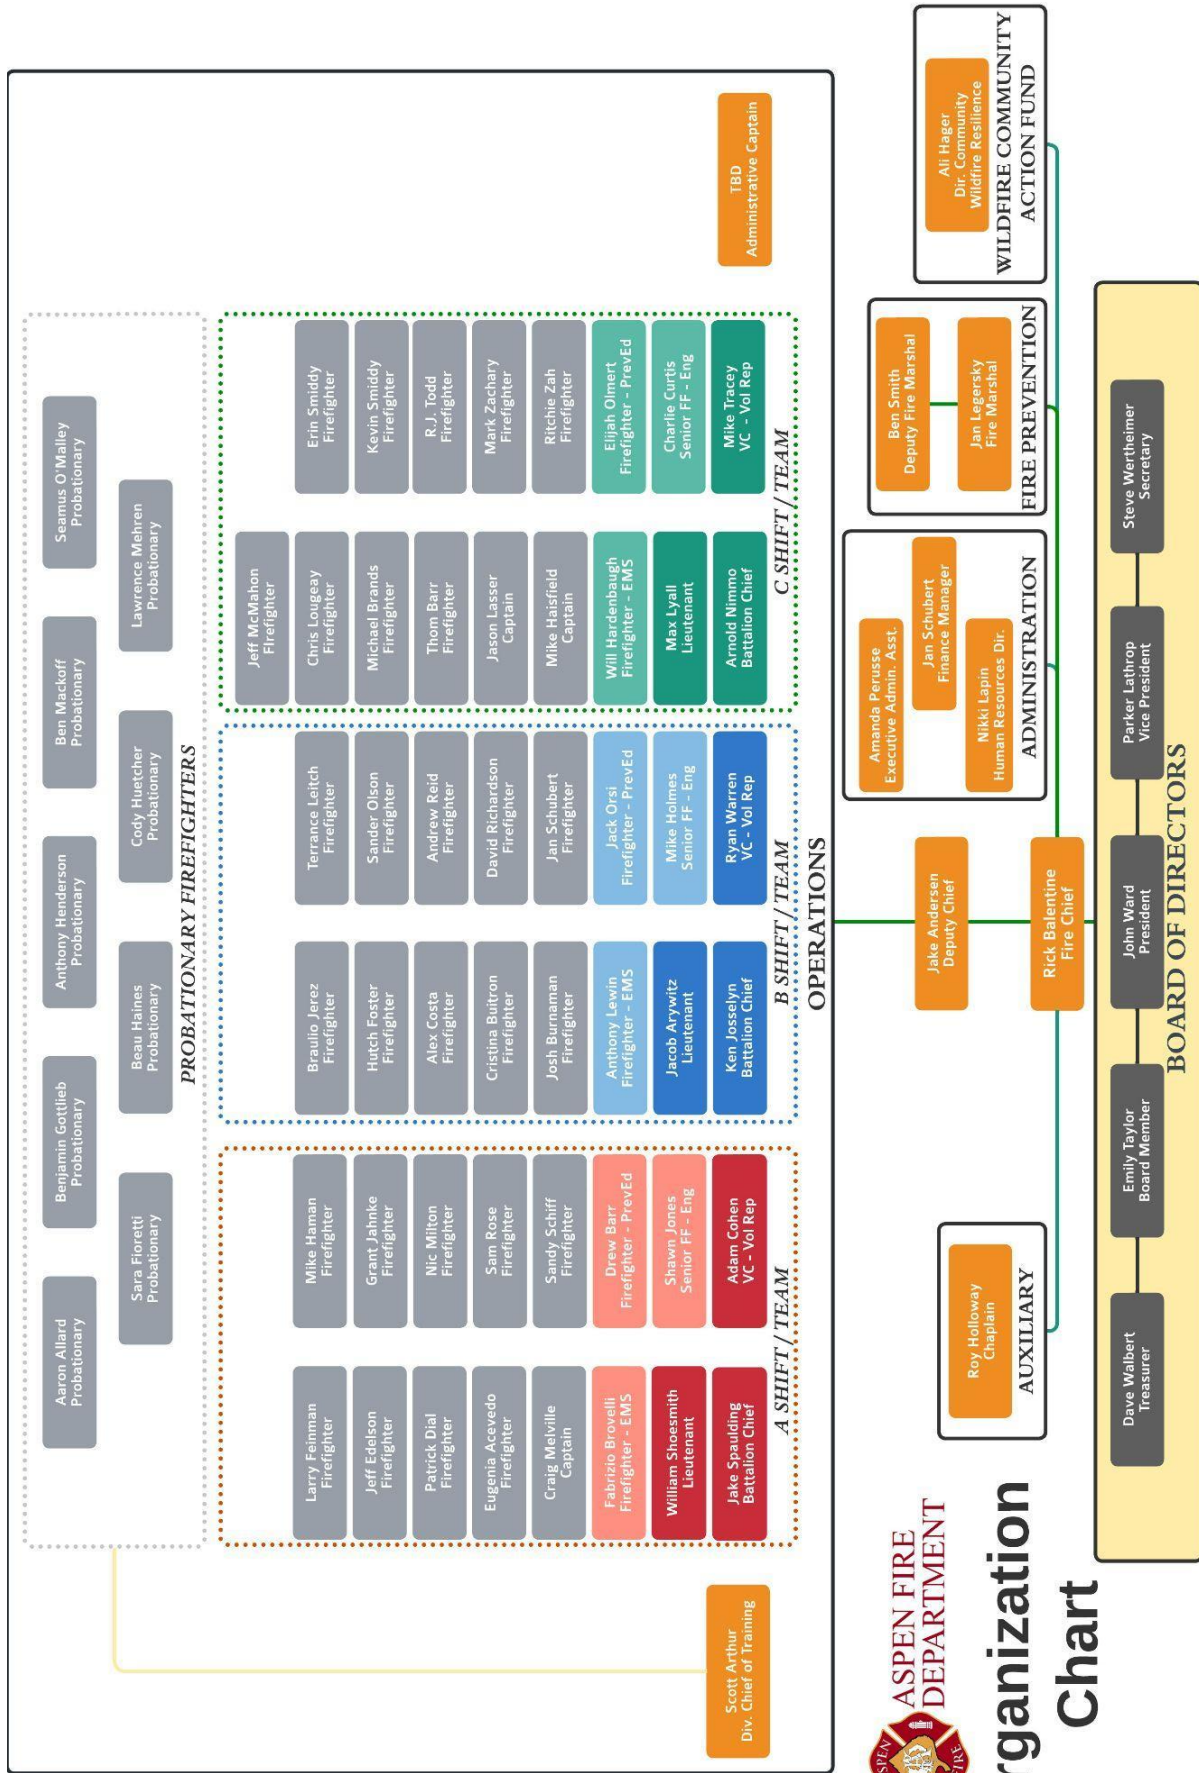 Aaron Allard
Probationary
Benjamin Gottlieb
Probationary
Anthony Henderson
Probationary
Ben Mackoff
Probationary
Seamus O'Malley
Probationary
Sara Fioretti
Probationary
Beau Haines
Probationary
Cody Huetcher
Probationary
Lawrence Mehren
Probationary
PROBATIONARY FIREFIGHTERS
Scott Arthur
Div. Chief of Training
Larry Feinman
Firefighter
Mike Haman
Firefighter
Jeff Edelson
Firefighter
Grant Jahnke
Firefighter
Patrick Dial
Firefighter
Nic Milton
Firefighter
Eugenia Acevedo
Firefighter
Sam Rose
Firefighter
Craig Melville
Captain
Sandy Schiff
Firefighter
Fabrizio Brovelli
Firefighter - EMS
Drew Barr
Firefighter - PrevEd
William Shoesmith
Lieutenant
Shawn Jones
Senior FF - Eng
Jake Spaulding
Battalion Chief
Adam Cohen
VC - Vol Rep
A SHIFT / TEAM
Braulio Jerez
Firefighter
Terrance Leitch
Firefighter
Hutch Foster
Firefighter
Sander Olson
Firefighter
Alex Costa
Firefighter
Andrew Reid
Firefighter
Cristina Buitron
Firefighter
David Richardson
Firefighter
Josh Burnaman
Firefighter
Jan Schubert
Firefighter
Anthony Lewin
Firefighter - EMS
Jack Orsi
Firefighter - PrevEd
Jacob Arywitz
Lieutenant
Mike Holmes
Senior FF - Eng
Ken Josselyn
Battalion Chief
Ryan Warren
VC - Vol Rep
B SHIFT / TEAM
Jeff McMahon
FIrefighter
Chris Lougeay
Firefighter
Erin Smiddy
Firefighter
Michael Brands
Firefighter
Kevin Smiddy
Firefighter
Thom Barr
Firefighter
R.J. Todd
Firefighter
Jason Lasser
Captain
Mark Zachary
Firefighter
Mike Haisfield
Captain
Ritchie Zah
Firefighter
Will Hardenbaugh
Firefighter - EMS
Elijah Olmert
Firefighter - PrevEd
Max Lyall
Lieutenant
Charlie Curtis
Senior FF - Eng
Arnold Nimmo
Battalion Chief
Mike Tracey
VC - Vol Rep
C SHIFT / TEAM
TBD
Administrative Captain
OPERATIONS
FIRE
ASPEN FIRE
DEPARTMENT
rganization
Chart
Roy Holloway
Chaplain
AUXILIARY
Jake Andersen
Deputy Chief
Rick Balentine
Fire Chief
Amanda Perusse
Executive Admin. Asst.
Jan Schubert
Finance Manager
Nikki Lapin
Human Resources Dir.
ADMINISTRATION
Ben Smith
Deputy Fire Marshal
Jan Legersky
Fire Marshal
FIRE PREVENTION
Ali Hager
Dir. Community
Wildfire Resilience
WILDFIRE COMMUNITY
ACTION FUND
Dave Walbert
Treasurer
Emily Taylor
Board Member
John Ward
President
Parker Lathrop
Vice President
Steve Wertheimer
Secretary
BOARD OF DIRECTORS